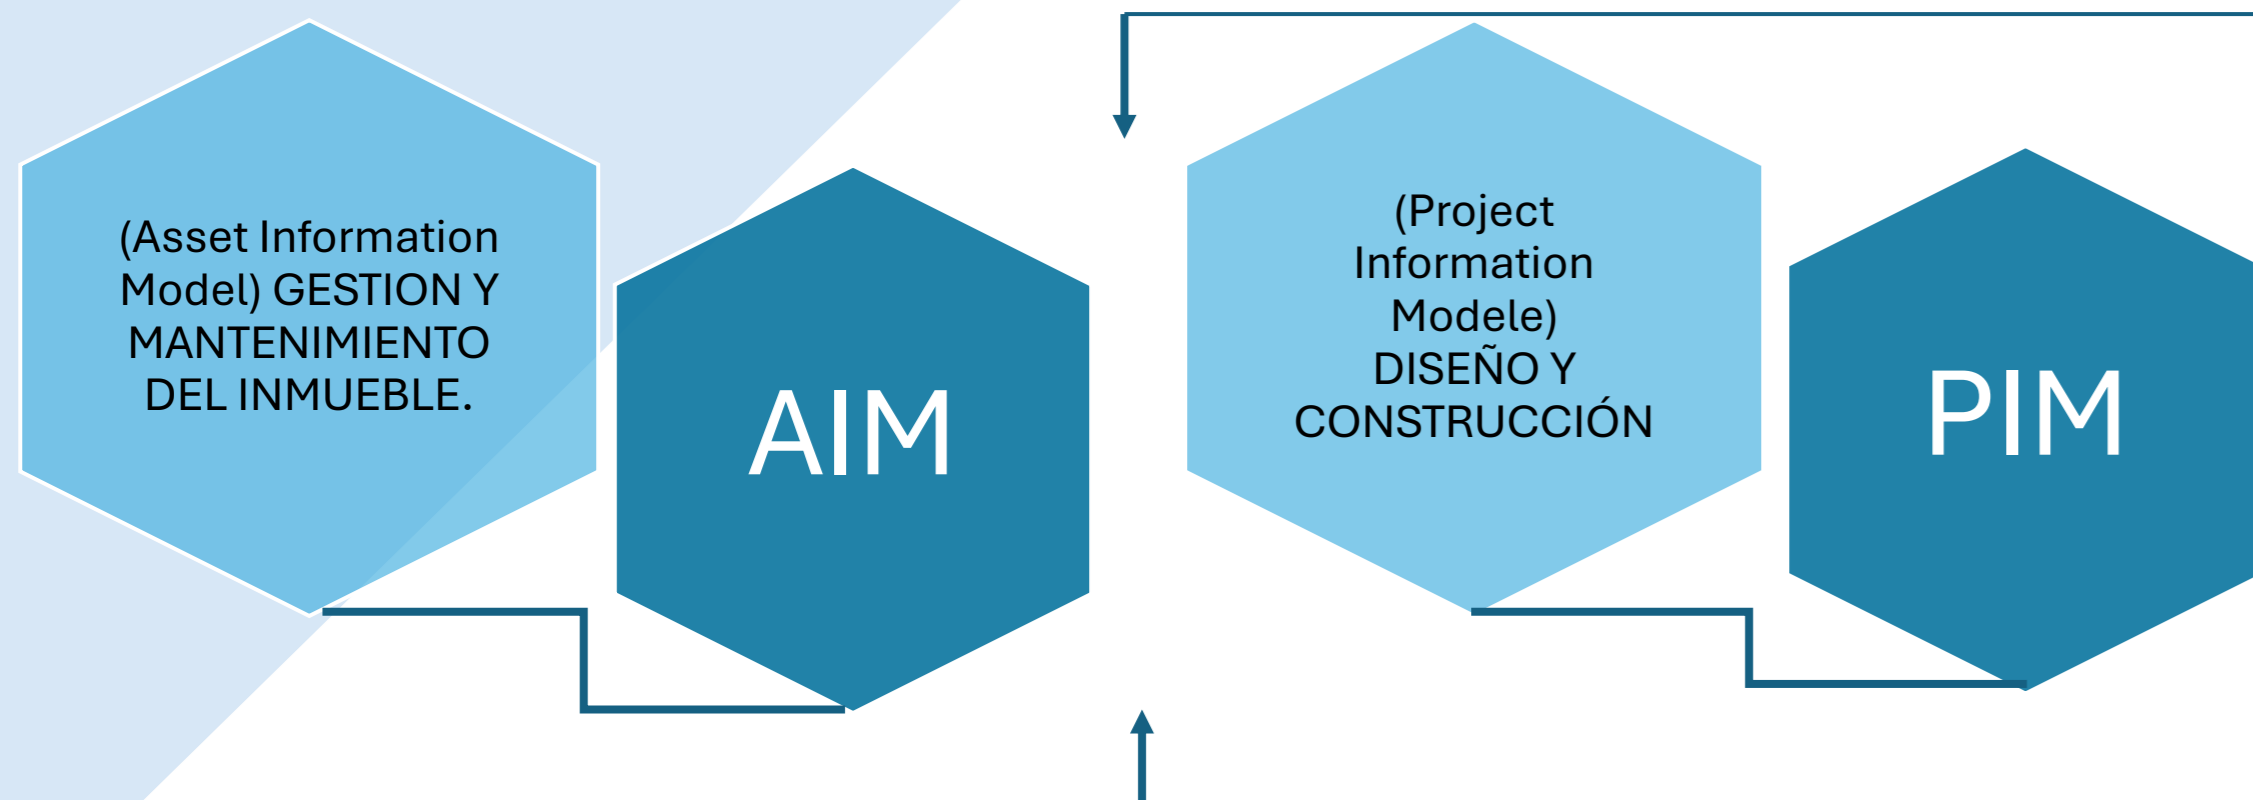 (Asset Information
Model) GESTION Y
MANTENIMIENTO
DEL INMUEBLE.
AIM
(Project
Information
Modele)
DISEÑO Y
CONSTRUCCIÓN
PIM